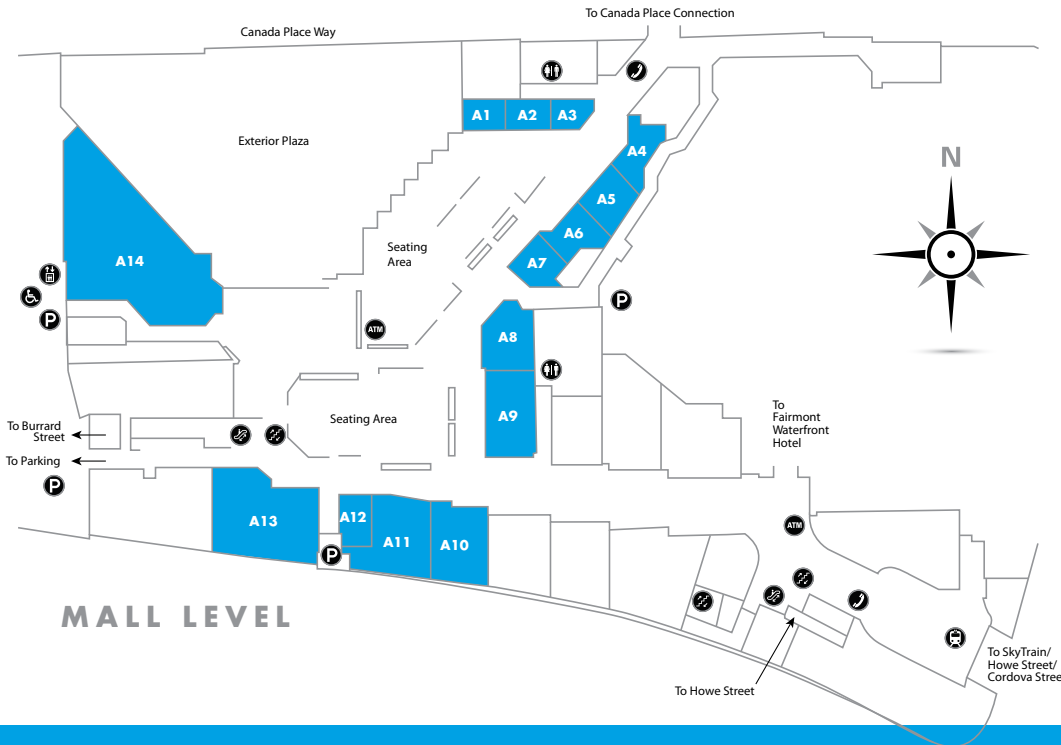 To Canada Place Connection
Canada Place Way
A1
A2
A3
Exterior Plaza
A4
N
A5
A6
Seating
Area
A7
A14
P
P
ATM
A8
A9
Seating Area
To
Fairmont
Waterfront
Hotel
To Burrard
Street
To Parking
P
A13
A12
A11
A10
ATM
P
MALL LEVEL
To SkyTrain/
Howe Street/
Cordova Stree
To Howe Street